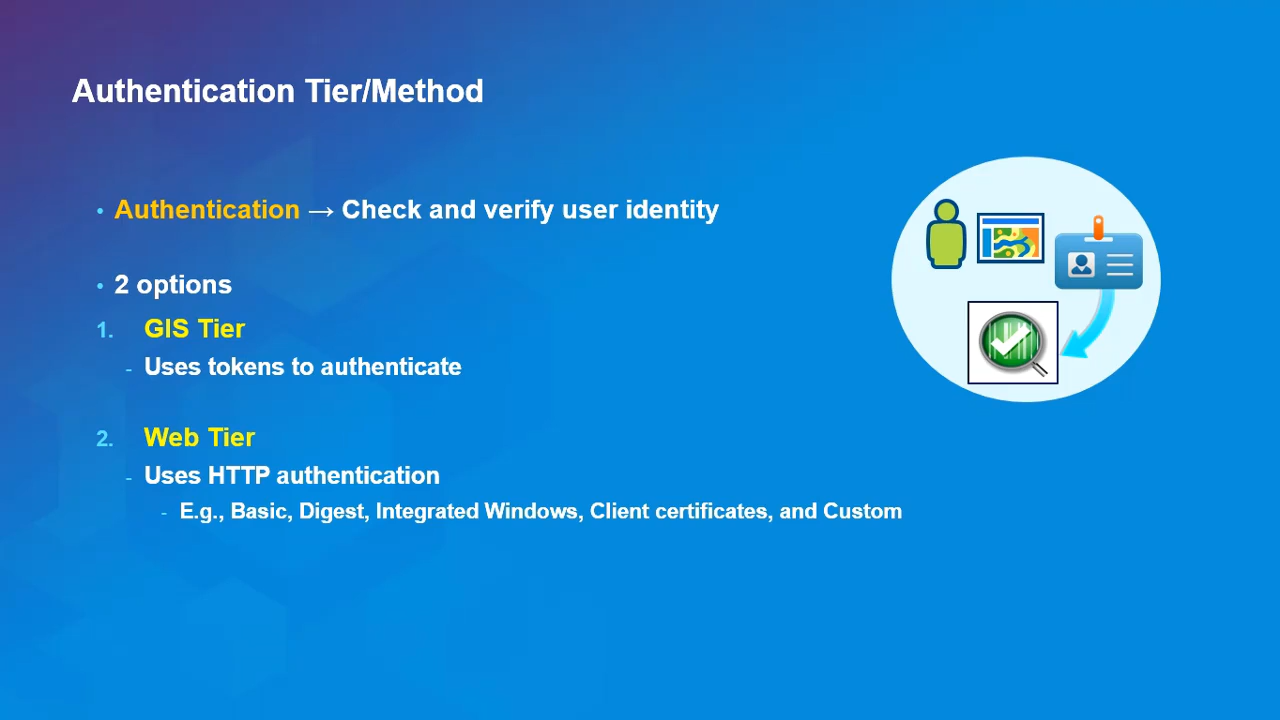 Authentication Tier/Method
• Authentication → Check and verify user identity
• 2 options
1. GIS Tier
- Uses tokens to authenticate
2. Web Tier
- Uses HTTP authentication
- E.g., Basic, Digest, Integrated Windows, Client certificates, and Custom